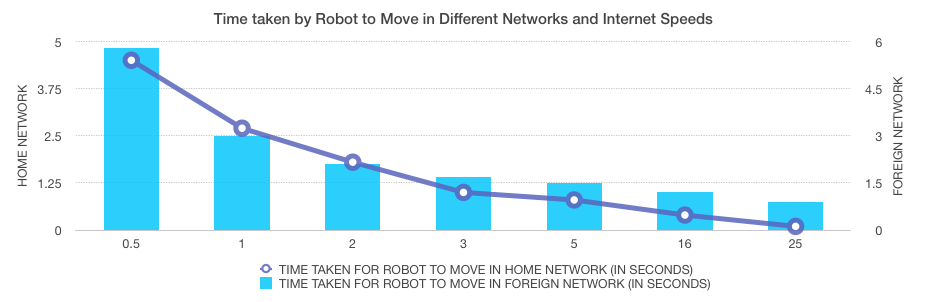 Time taken by Robot to Move in Different Networks and Internet Speeds
5
6
3.75
4.5
2.5
3
1.25
1.5
0
0
HOME NETWORK
FOREIGN NETWORK
0.5 1 2 3 5 16 25
TIME TAKEN FOR ROBOT TO MOVE IN HOME NETWORK (IN SECONDS)
TIME TAKEN FOR ROBOT TO MOVE IN FOREIGN NETWORK (IN SECONDS)